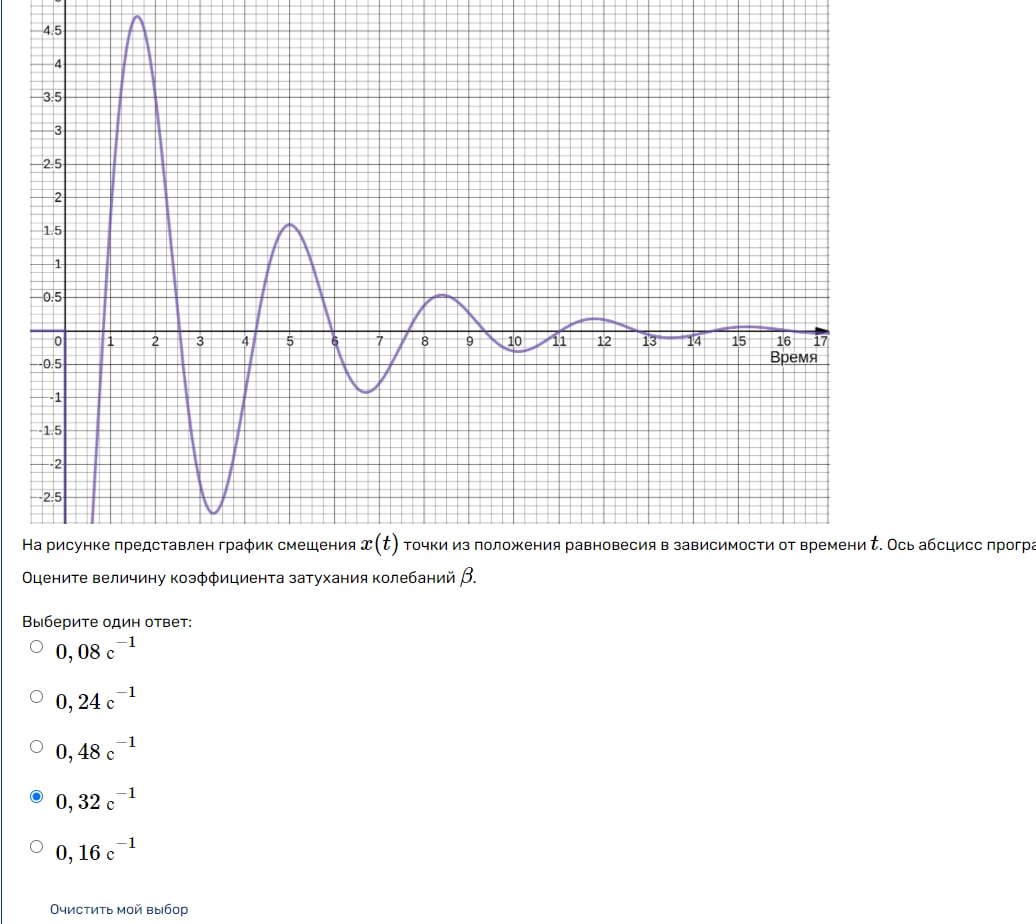 4.5
4
3.5
3
2.5
2
1.5
1
0.5
0 1 2 3 4 5 6 7 8 9 10 11 12 13 14 15 16 17
Время
-0.5
-1
-1.5
-2
-2.5
На рисунке представлен график смещения x(t) точки из положения равновесия в зависимости от времени t. Ось абсцисс програ
Оцените величину коэффициента затухания колебаний β.
Выберите один ответ:
0,08 с⁻¹
0,24 с⁻¹
0,48 с⁻¹
0,32 с⁻¹
0,16 с⁻¹
Очистить мой выбор